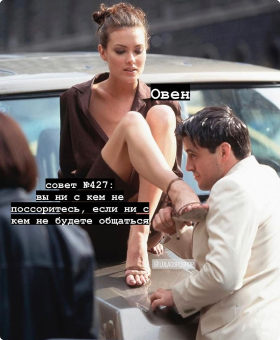 Овен
совет №427:
вы ни с кем не
поссоритесь, если ни с
кем не будете общаться